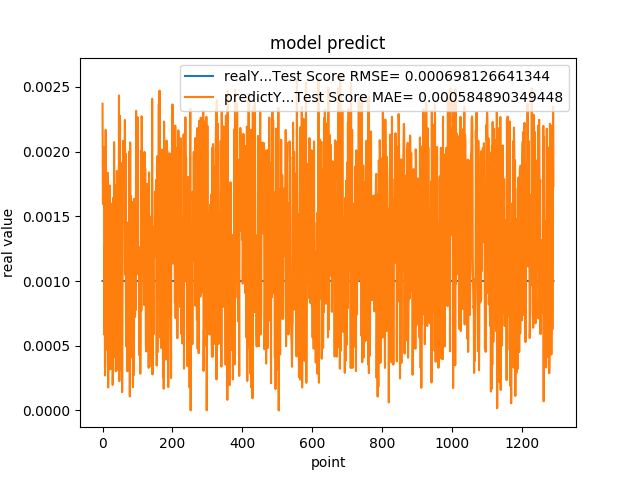 model predict
realY...Test Score RMSE= 0.000698126641344
predictY...Test Score MAE= 0.000584890349448
0.0025
0.0020
0.0015
0.0010
0.0005
0.0000
real value
0 200 400 600 800 1000 1200
point